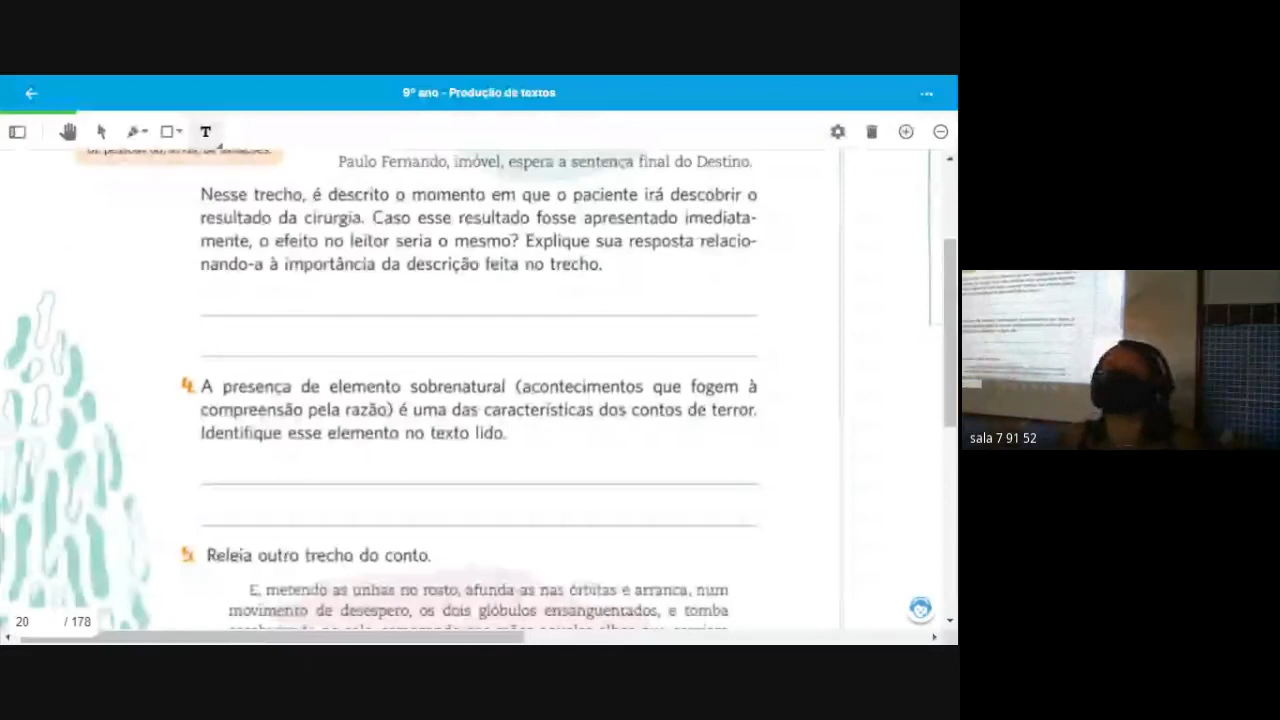 9º ano - Produção de textos
T
Paulo Fernando, imóvel, espera a sentença final do Destino.
Nesse trecho, é descrito o momento em que o paciente irá descobrir o
resultado da cirurgia. Caso esse resultado fosse apresentado imediata-
mente, o efeito no leitor seria o mesmo? Explique sua resposta relacio-
nando-a à importância da descrição feita no trecho.
4. A presença de elemento sobrenatural (acontecimentos que fogem à
compreensão pela razão) é uma das características dos contos de terror.
Identifique esse elemento no texto lido.
5. Releia outro trecho do conto.
E, metendo as unhas no rosto, afunda-as nas órbitas e arranca, num
movimento de desespero, os dois glóbulos ensanguentados, e tomba
20 / 178
sala 7 91 52